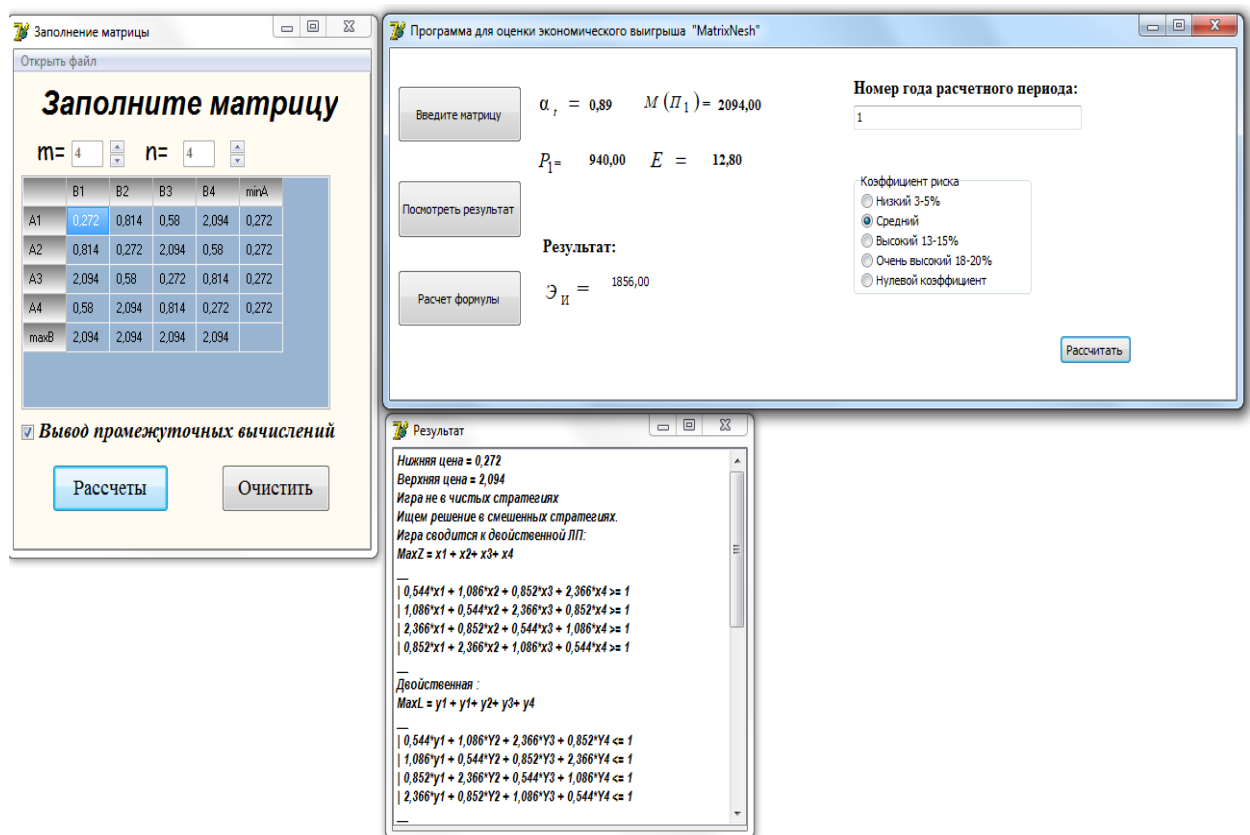 Заполнение матрицы
Открыть файл
Заполните матрицу
m= 4 n= 4
B1 B2 B3 B4 minA
A1 0,272 0,814 0,58 2,094 0,272
A2 0,814 0,272 2,094 0,58 0,272
A3 2,094 0,58 0,272 0,814 0,272
A4 0,58 2,094 0,814 0,272 0,272
maxB 2,094 2,094 2,094 2,094
Вывод промежуточных вычислений
Рассчеты Очистить
Программа для оценки экономического выигрыша "MatrixNesh"
Введите матрицу
Посмотреть результат
Расчет формулы
α t = 0,89 M (П 1 ) = 2094,00
P1= 940,00 E = 12,80
Результат:
Э И = 1856,00
Номер года расчетного периода:
1
Коэффициент риска
Низкий 3-5%
Средний
Высокий 13-15%
Очень высокий 18-20%
Нулевой коэффициент
Рассчитать
Результат
Нижняя цена = 0,272
Верхняя цена = 2,094
Игра не в чистых стратегиях
Ищем решение в смешенных стратегиях.
Игра сводится к двойственной ЛП:
MaxZ = x1 + x2+ x3+ x4
__
| 0,544*x1 + 1,086*x2 + 0,852*x3 + 2,366*x4 >= 1
| 1,086*x1 + 0,544*x2 + 2,366*x3 + 0,852*x4 >= 1
| 2,366*x1 + 0,852*x2 + 0,544*x3 + 1,086*x4 >= 1
| 0,852*x1 + 2,366*x2 + 1,086*x3 + 0,544*x4 >= 1
__
Двойственная :
MaxL = y1 + y1+ y2+ y3+ y4
__
| 0,544*y1 + 1,086*Y2 + 2,366*Y3 + 0,852*Y4 <= 1
| 1,086*y1 + 0,544*Y2 + 0,852*Y3 + 2,366*Y4 <= 1
| 0,852*y1 + 2,366*Y2 + 0,544*Y3 + 1,086*Y4 <= 1
| 2,366*y1 + 0,852*Y2 + 1,086*Y3 + 0,544*Y4 <= 1
__